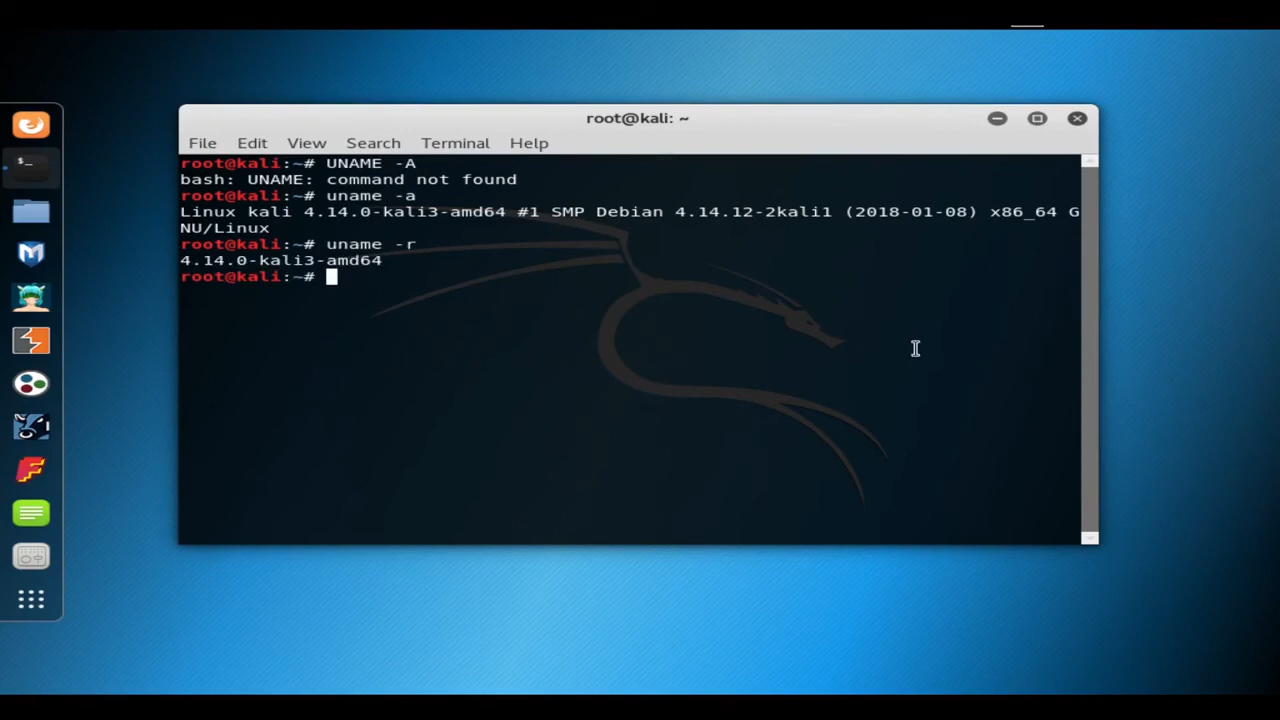 root@kali: ~
File Edit View Search Terminal Help
root@kali:~# UNAME -A
bash: UNAME: command not found
root@kali:~# uname -a
Linux kali 4.14.0-kali3-amd64 #1 SMP Debian 4.14.12-2kali1 (2018-01-08) x86_64 G
NU/Linux
root@kali:~# uname -r
4.14.0-kali3-amd64
root@kali:~#